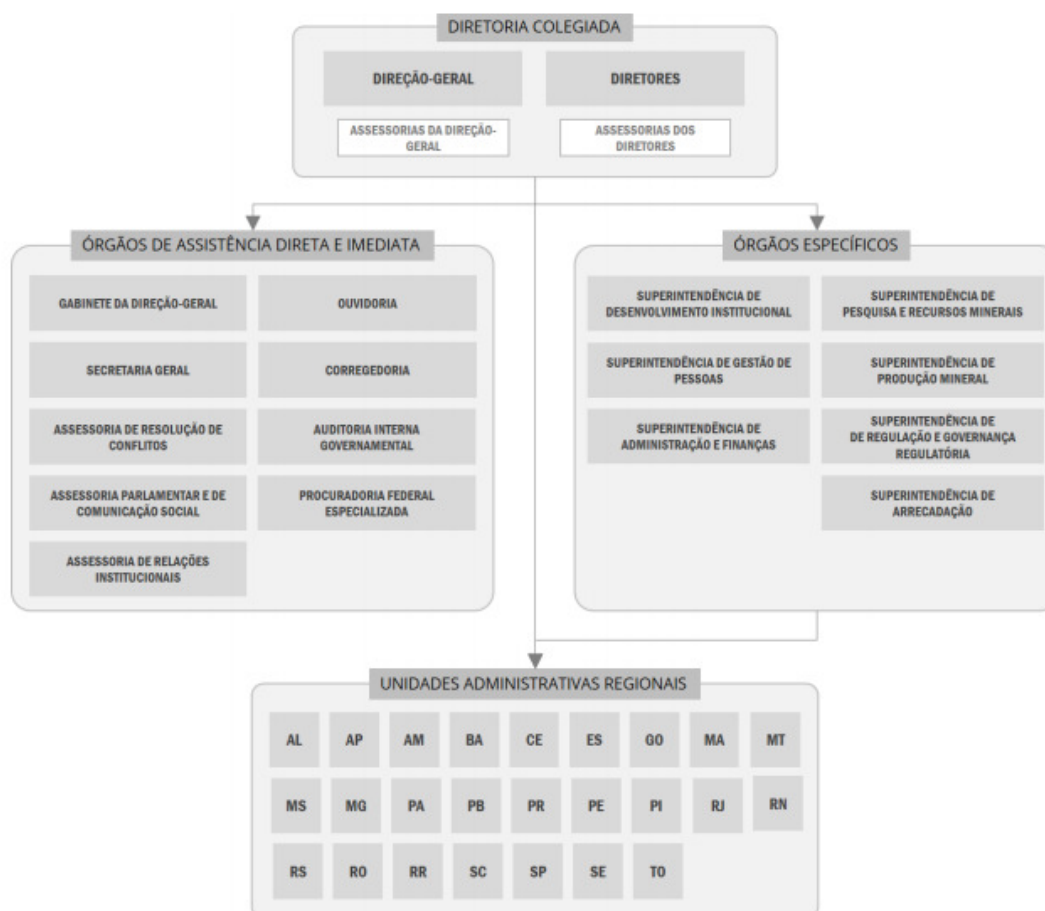 DIRETORIA COLEGIADA
DIREÇÃO-GERAL
DIRETORES
ASSESSORIAS DA DIREÇÃO-
GERAL
ASSESSORIAS DOS
DIRETORES
ÓRGÃOS DE ASSISTÊNCIA DIRETA E IMEDIATA
GABINETE DA DIREÇÃO-GERAL
OUVIDORIA
SECRETARIA GERAL
CORREGEDORIA
ASSESSORIA DE RESOLUÇÃO DE
CONFLITOS
AUDITORIA INTERNA
GOVERNAMENTAL
ASSESSORIA PARLAMENTAR E DE
COMUNICAÇÃO SOCIAL
PROCURADORIA FEDERAL
ESPECIALIZADA
ASSESSORIA DE RELAÇÕES
INSTITUCIONAIS
ÓRGÃOS ESPECÍFICOS
SUPERINTENDÊNCIA DE
DESENVOLVIMENTO INSTITUCIONAL
SUPERINTENDÊNCIA DE
PESQUISA E RECURSOS MINERAIS
SUPERINTENDÊNCIA DE GESTÃO DE
PESSOAS
SUPERINTENDÊNCIA DE
PRODUÇÃO MINERAL
SUPERINTENDÊNCIA DE
ADMINISTRAÇÃO E FINANÇAS
SUPERINTENDÊNCIA DE
DE REGULAÇÃO E GOVERNANÇA
REGULATÓRIA
SUPERINTENDÊNCIA DE
ARRECADAÇÃO
UNIDADES ADMINISTRATIVAS REGIONAIS
AL AP AM BA CE ES GO MA MT
MS MG PA PB PR PE PI RJ RN
RS RO RR SC SP SE TO